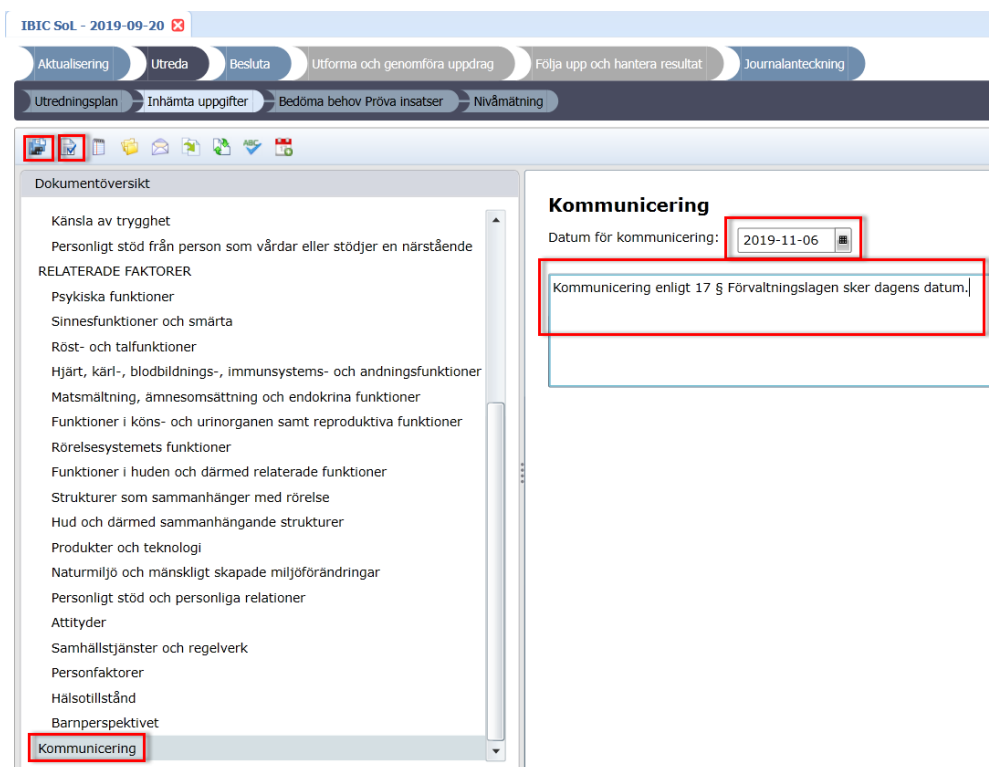 IBIC SoL - 2019-09-20
Aktualisering Utreda Besluta Utforma och genomföra uppdrag Följa upp och hantera resultat Journalanteckning
Utredningsplan Inhämta uppgifter Bedöma behov Pröva insatser Nivåmätning
ABC
Dokumentöversikt
Känsla av trygghet
Personligt stöd från person som vårdar eller stödjer en närstående
RELATERADE FAKTORER
Psykiska funktioner
Sinnesfunktioner och smärta
Röst- och talfunktioner
Hjärt, kärl-, blodbildnings-, immunsystems- och andningsfunktioner
Matsmältning, ämnesomsättning och endokrina funktioner
Funktioner i köns- och urinorganen samt reproduktiva funktioner
Rörelsesystemets funktioner
Funktioner i huden och därmed relaterade funktioner
Strukturer som sammanhänger med rörelse
Hud och därmed sammanhängande strukturer
Produkter och teknologi
Naturmiljö och mänskligt skapade miljöförändringar
Personligt stöd och personliga relationer
Attityder
Samhällstjänster och regelverk
Personfaktorer
Hälsotillstånd
Barnperspektivet
Kommunicering
Kommunicering
Datum för kommunicering: 2019-11-06
Kommunicering enligt 17 § Förvaltningslagen sker dagens datum.